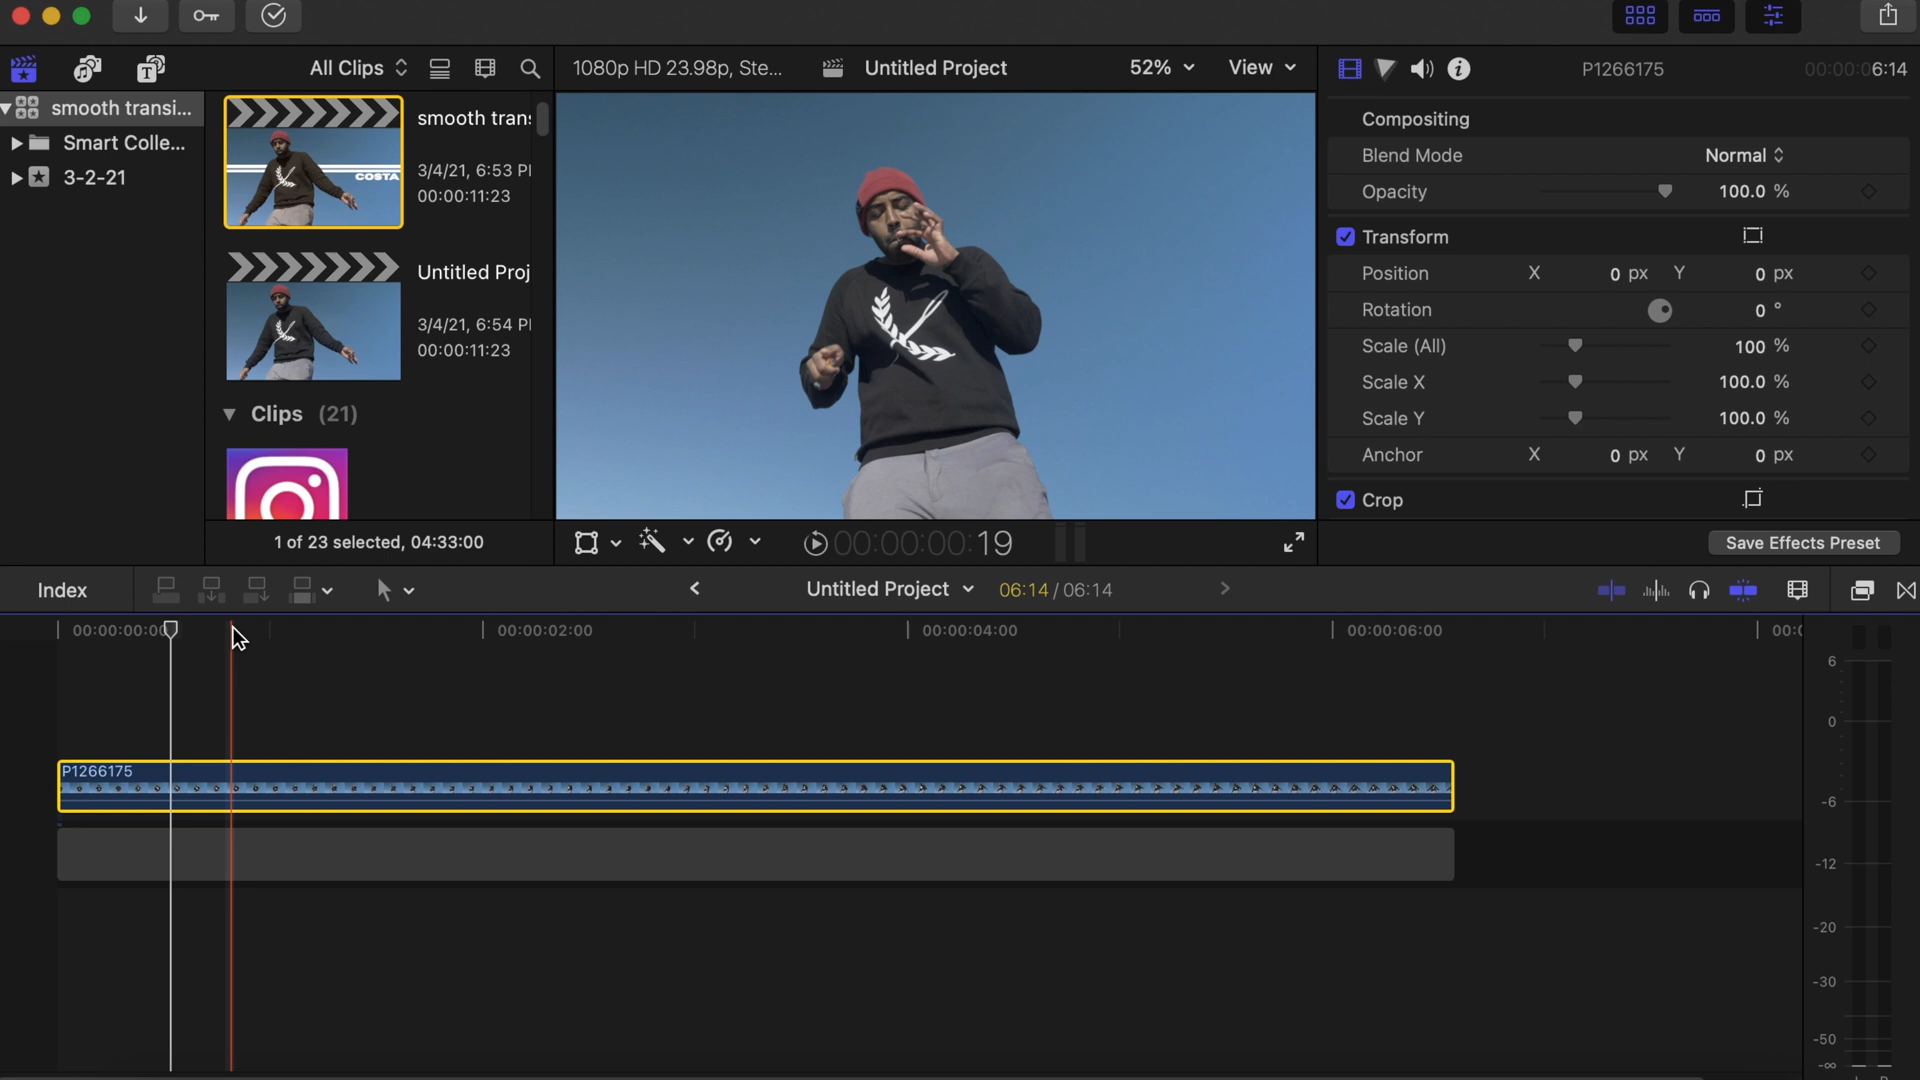 All Clips
1080p HD 23.98p, Ste...
Untitled Project
52%
View
P1266175
00:00:06:14
smooth transi...
Smart Colle...
3-2-21
smooth trans
3/4/21, 6:53 PM
00:00:11:23
COSTA
Untitled Proj
3/4/21, 6:54 PM
00:00:11:23
Clips (21)
1 of 23 selected, 04:33:00
00:00:00:19
Compositing
Blend Mode Normal
Opacity 100.0 %
Transform
Position X 0 px Y 0 px
Rotation 0 °
Scale (All) 100 %
Scale X 100.0 %
Scale Y 100.0 %
Anchor X 0 px Y 0 px
Crop
Save Effects Preset
Index
Untitled Project
06:14 / 06:14
00:00:00:0
00:00:02:00
00:00:04:00
00:00:06:00
00:(
P1266175
6
0
-6
-12
-20
-30
-50
-∞